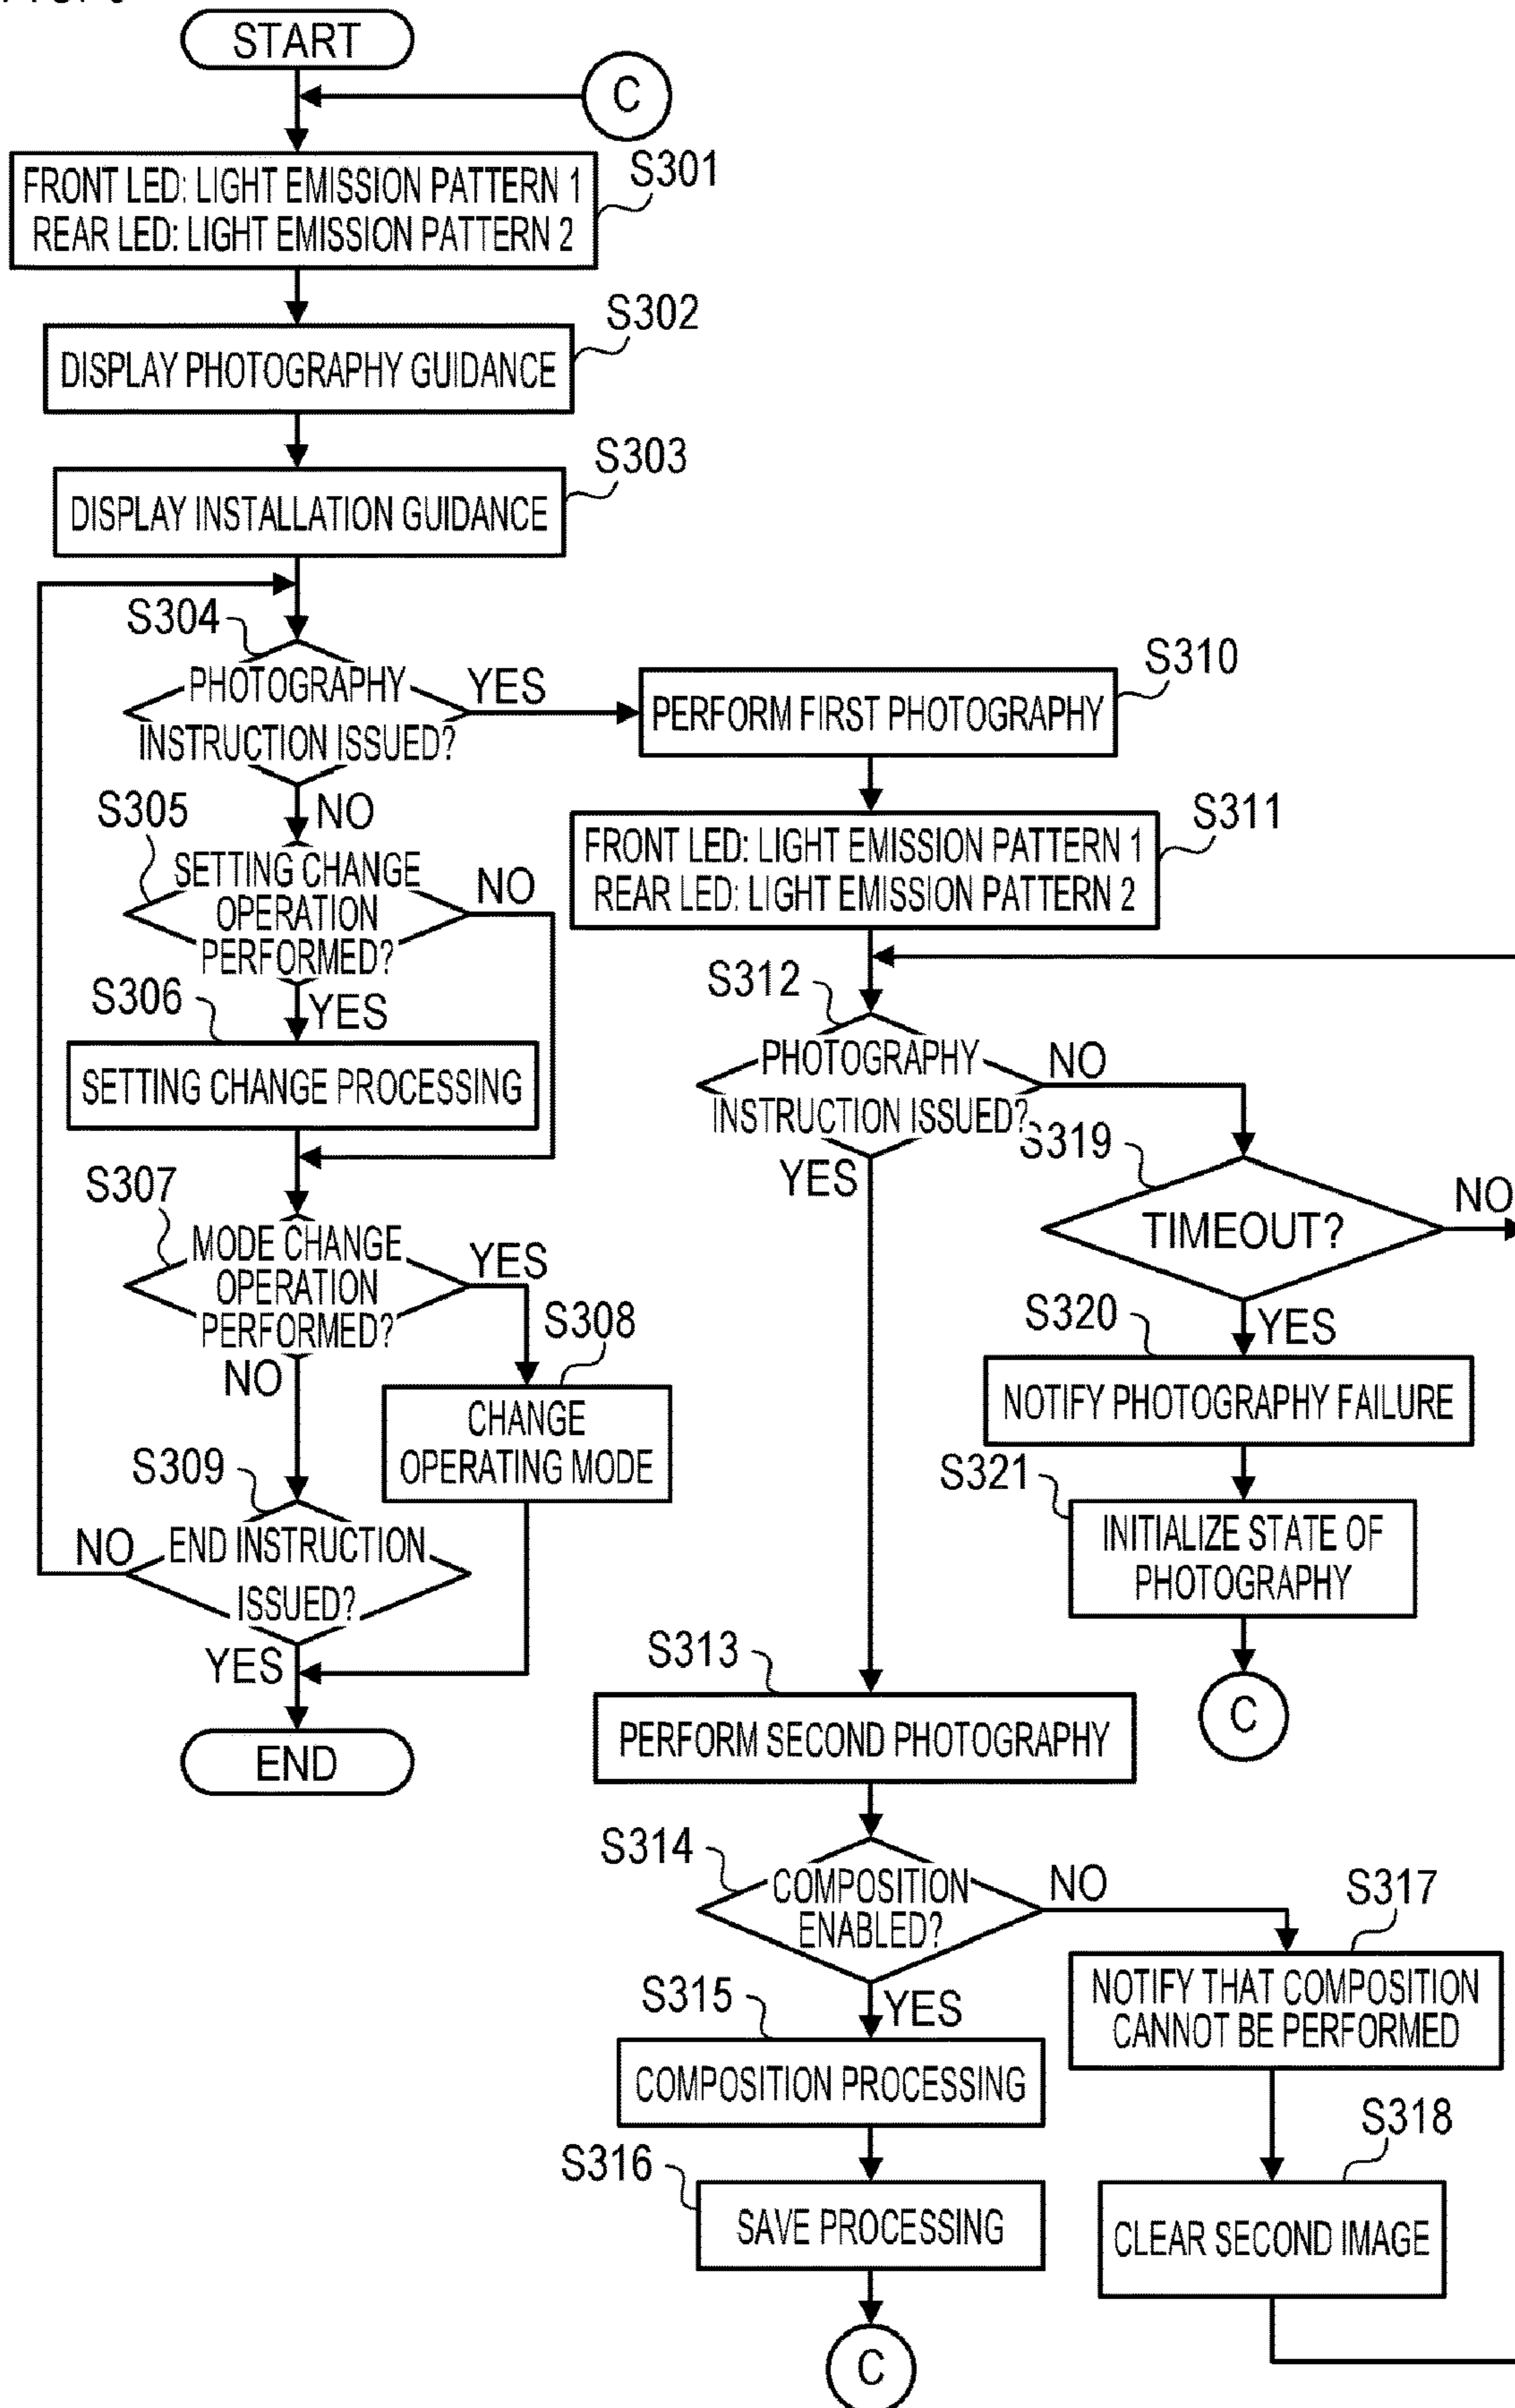 START
C
S301
FRONT LED: LIGHT EMISSION PATTERN 1
REAR LED: LIGHT EMISSION PATTERN 2
S302
DISPLAY PHOTOGRAPHY GUIDANCE
S303
DISPLAY INSTALLATION GUIDANCE
S304
PHOTOGRAPHY
INSTRUCTION ISSUED?
YES
NO
S305
SETTING CHANGE
OPERATION
PERFORMED?
NO
YES
S306
SETTING CHANGE PROCESSING
S307
MODE CHANGE
OPERATION
PERFORMED?
YES
NO
S308
CHANGE
OPERATING MODE
S309
END INSTRUCTION
ISSUED?
NO
YES
END
S310
PERFORM FIRST PHOTOGRAPHY
S311
FRONT LED: LIGHT EMISSION PATTERN 1
REAR LED: LIGHT EMISSION PATTERN 2
S312
PHOTOGRAPHY
INSTRUCTION ISSUED?
NO
YES
S319
TIMEOUT?
NO
YES
S320
NOTIFY PHOTOGRAPHY FAILURE
S321
INITIALIZE STATE OF
PHOTOGRAPHY
C
S313
PERFORM SECOND PHOTOGRAPHY
S314
COMPOSITION
ENABLED?
NO
YES
S315
COMPOSITION PROCESSING
S316
SAVE PROCESSING
C
S317
NOTIFY THAT COMPOSITION
CANNOT BE PERFORMED
S318
CLEAR SECOND IMAGE